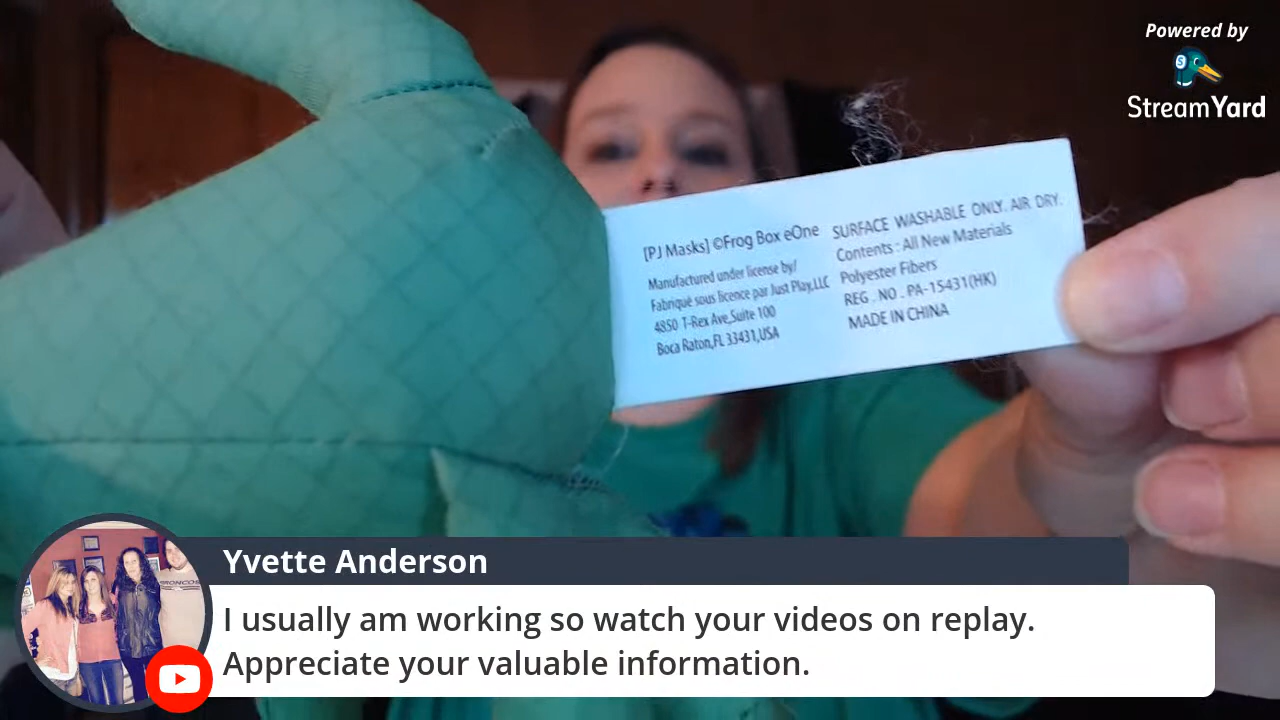 Powered by
StreamYard
[PJ Masks] ©Frog Box eOne
Manufactured under license by/
Fabriqué sous licence par Just Play,LLC
4850 T-Rex Ave,Suite 100
Boca Raton,FL 33431,USA
SURFACE WASHABLE ONLY. AIR DRY.
Contents : All New Materials
Polyester Fibers
REG . NO . PA-15431(HK)
MADE IN CHINA
BRONCOS
Yvette Anderson
I usually am working so watch your videos on replay.
Appreciate your valuable information.